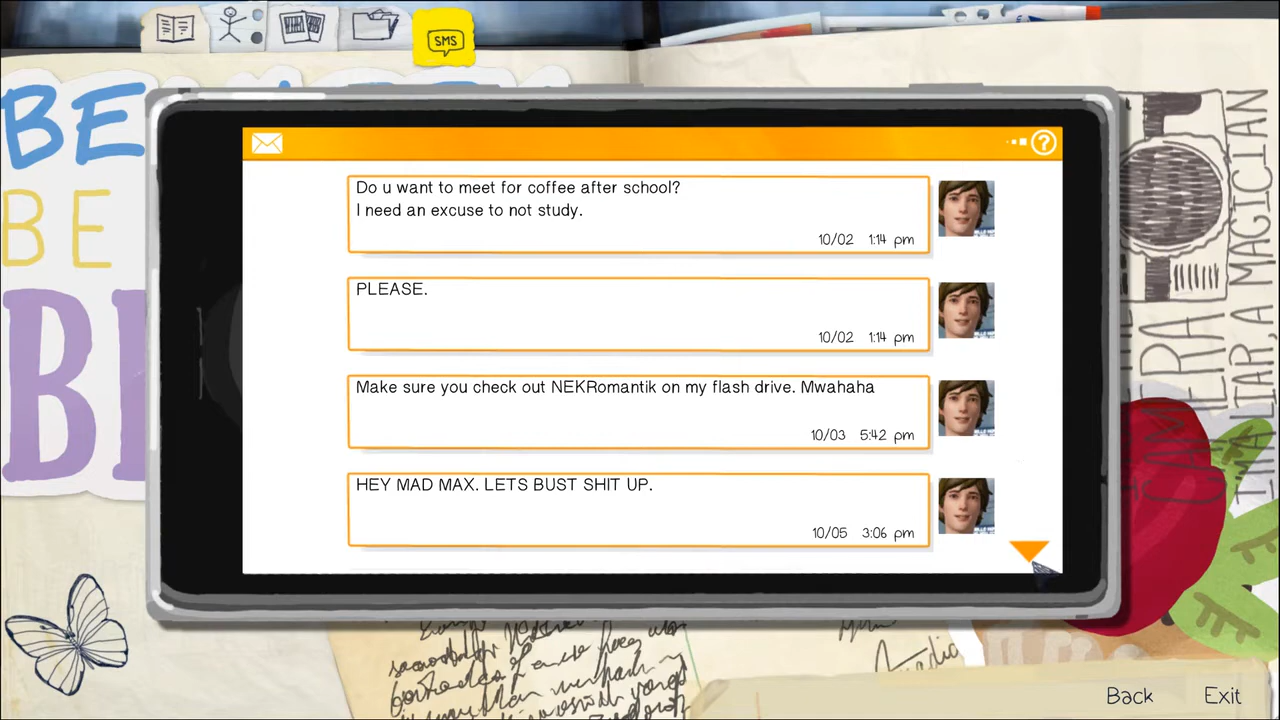 SMS
BE
BE
Do u want to meet for coffee after school?
I need an excuse to not study.
10/02 1:14 pm
PLEASE.
10/02 1:14 pm
Make sure you check out NEKRomantik on my flash drive. Mwahaha
10/03 5:42 pm
HEY MAD MAX. LETS BUST SHIT UP.
10/05 3:06 pm
?
CAMERA
LIAR, A MAGICIAN
Back Exit